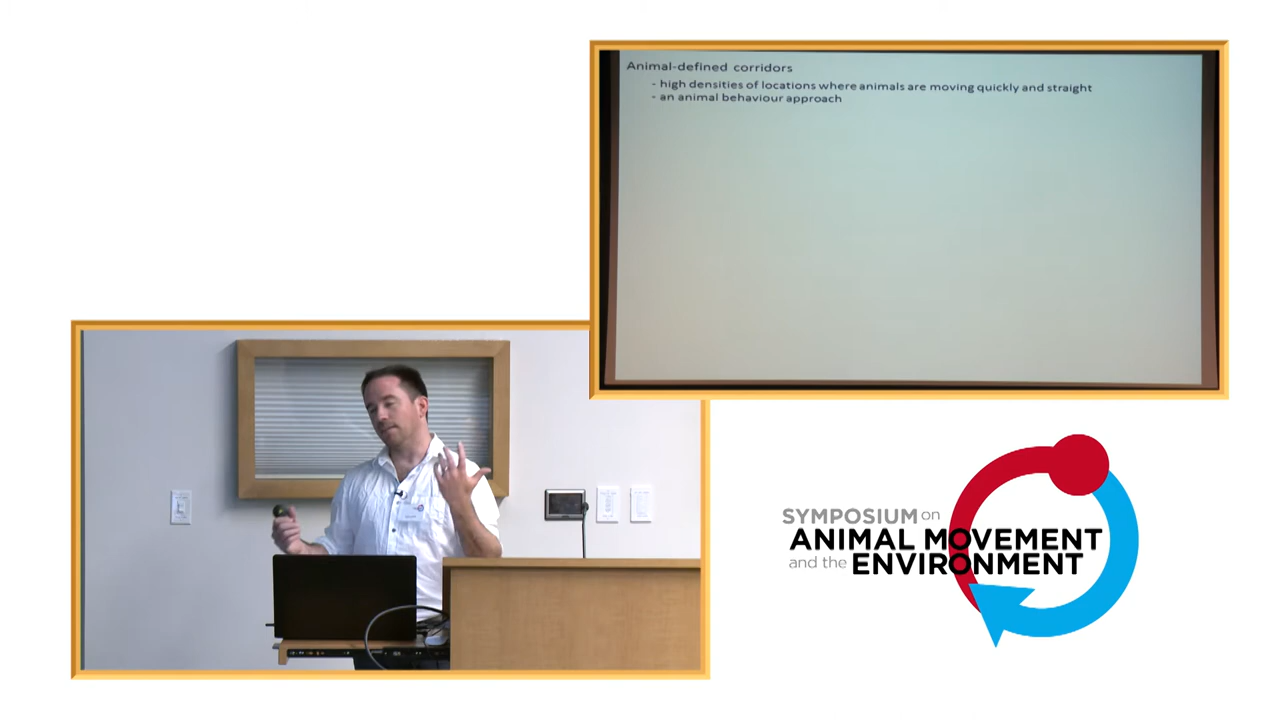 Animal-defined corridors
- high densities of locations where animals are moving quickly and straight
- an animal behaviour approach
SYMPOSIUM on
ANIMAL MOVEMENT
and the ENVIRONMENT